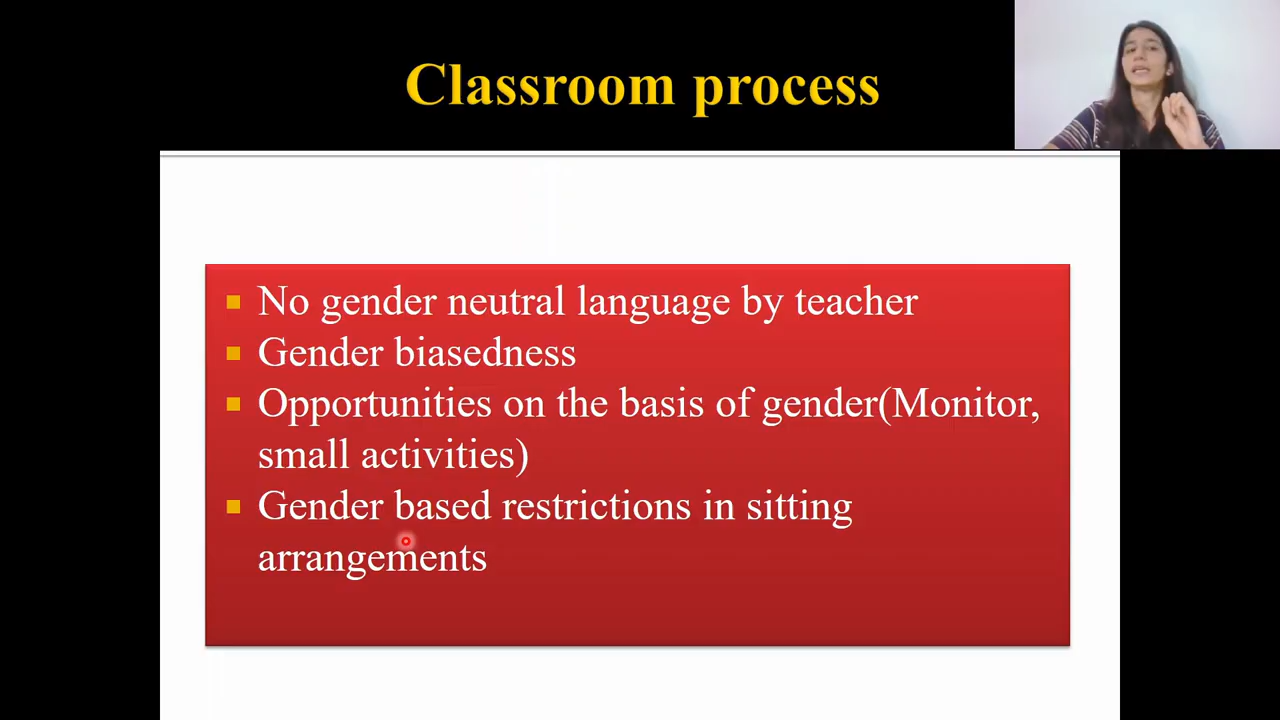 Classroom process
No gender neutral language by teacher
Gender biasedness
Opportunities on the basis of gender(Monitor,
small activities)
Gender based restrictions in sitting
arrangements